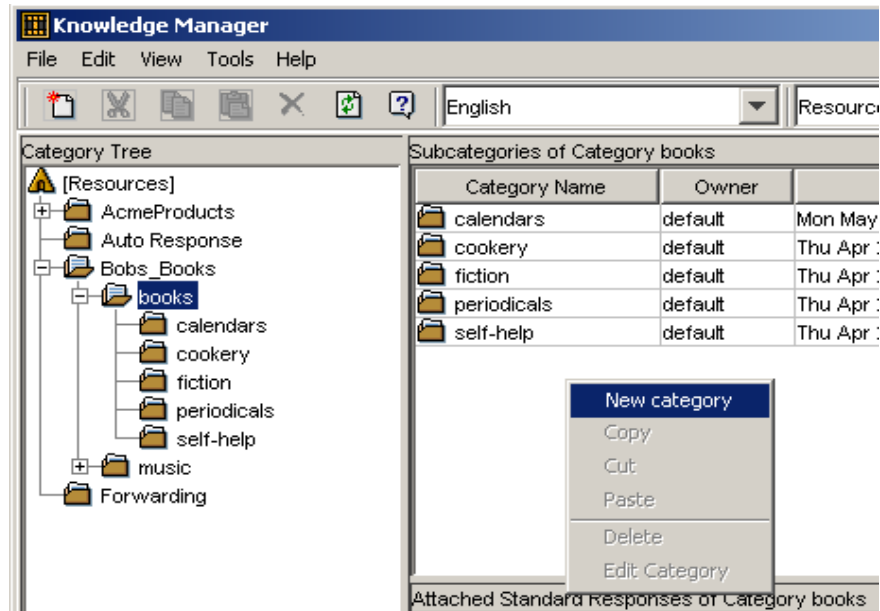 Knowledge Manager
File Edit View Tools Help
English
Category Tree
Subcategories of Category books
[Resources]
AcmeProducts
Auto Response
Bobs_Books
books
calendars
cookery
fiction
periodicals
self-help
music
Forwarding
Category Name Owner
calendars default Mon May
cookery default Thu Apr
fiction default Thu Apr
periodicals default Thu Apr
self-help default Thu Apr
New category
Copy
Cut
Paste
Delete
Edit Category
Attached Standard Responses of Category books